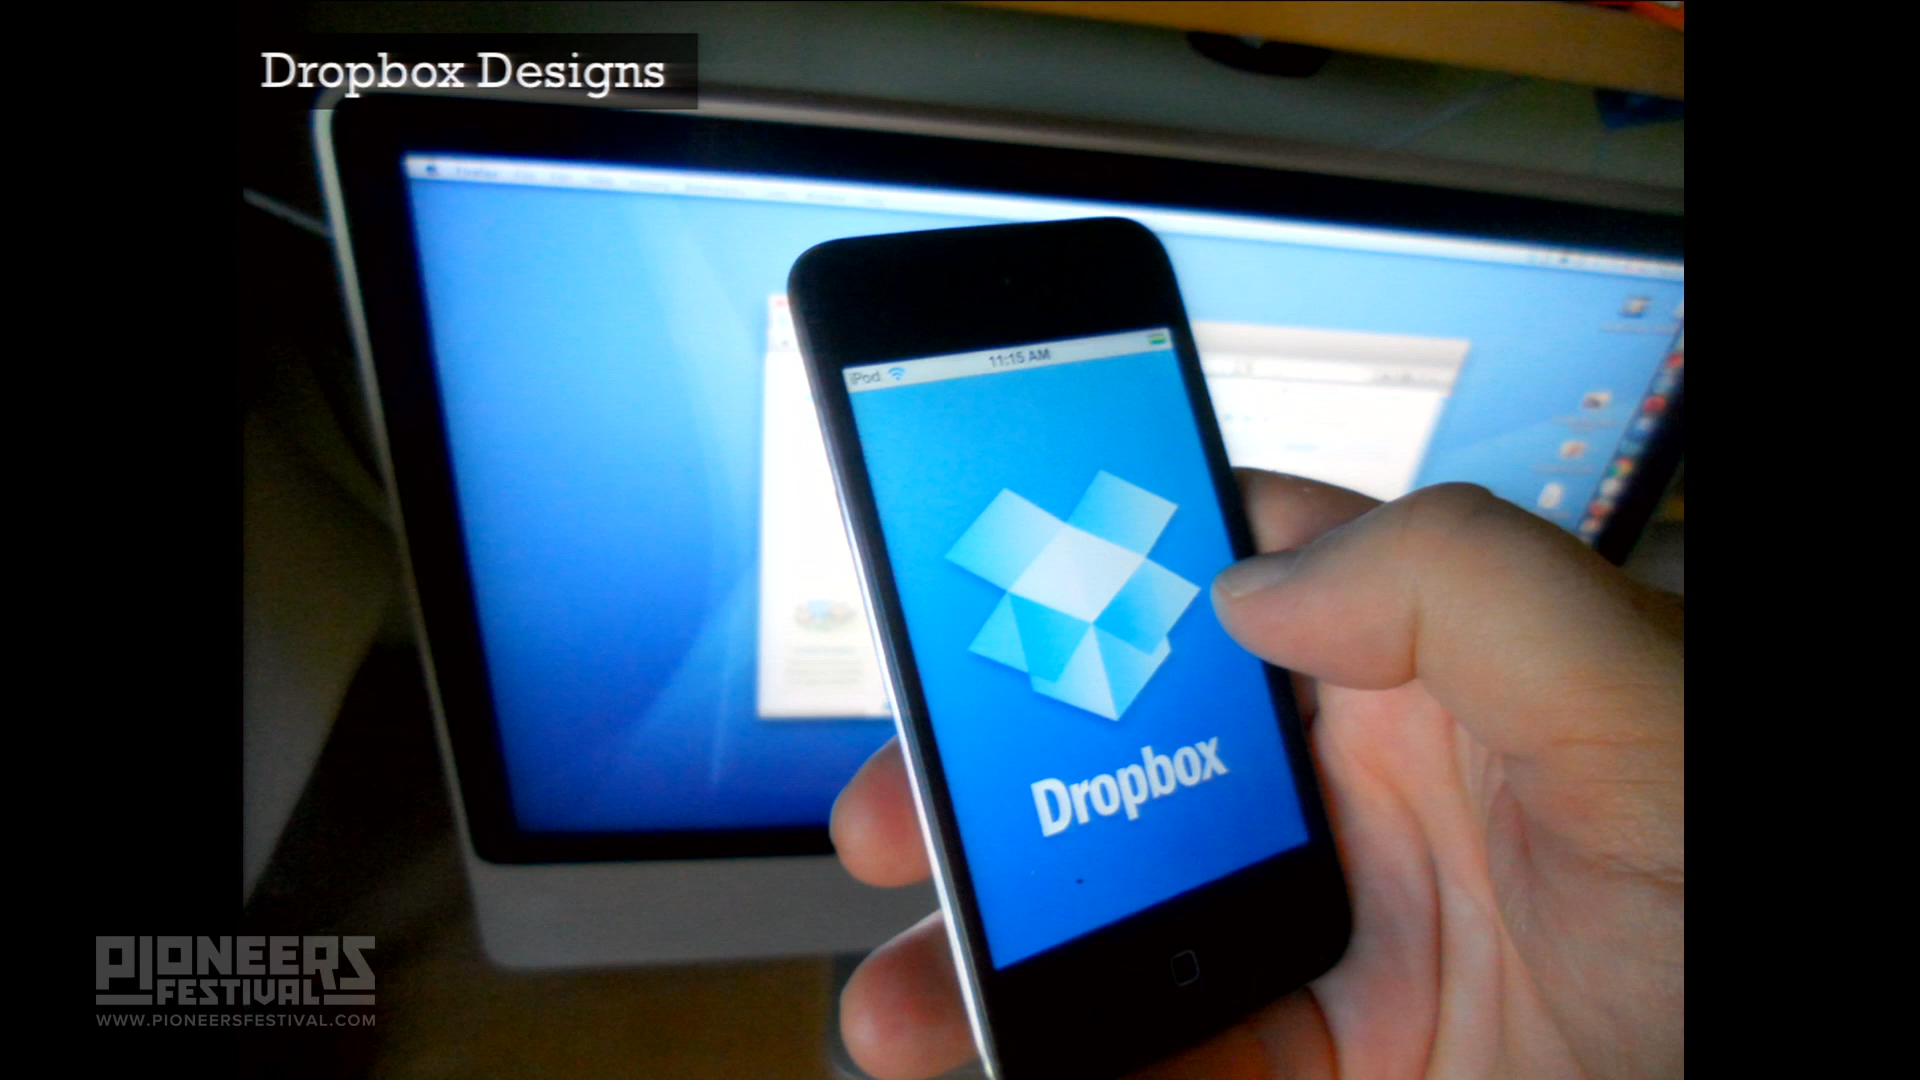 Dropbox Designs
iPod 11:15 AM
Dropbox
PIONEERS
FESTIVAL
WWW.PIONEERSFESTIVAL.COM